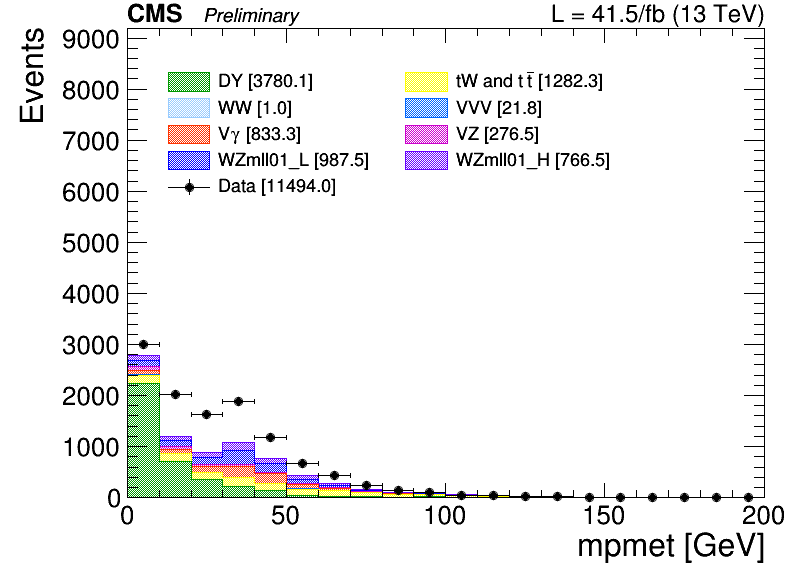 CMS Preliminary L = 41.5/fb (13 TeV)
Events
9000
8000
7000
6000
5000
4000
3000
2000
1000
0
DY [3780.1] tW and t t̄ [1282.3]
WW [1.0] VVV [21.8]
Vγ [833.3] VZ [276.5]
WZmll01_L [987.5] WZmll01_H [766.5]
Data [11494.0]
0 50 100 150 200
mpmet [GeV]